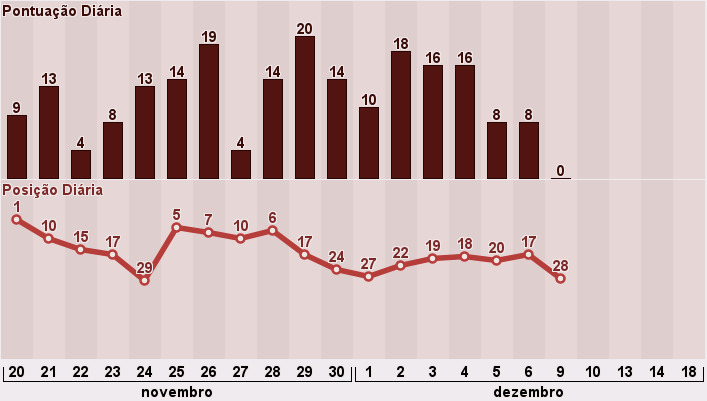 Pontuação Diária
9 13 4 8 13 14 19 4 14 20 14 10 18 16 16 8 8 0
Posição Diária
1 10 15 17 29 5 7 10 6 17 24 27 22 19 18 20 17 28
20 21 22 23 24 25 26 27 28 29 30 1 2 3 4 5 6 9 10 13 14 18
novembro dezembro